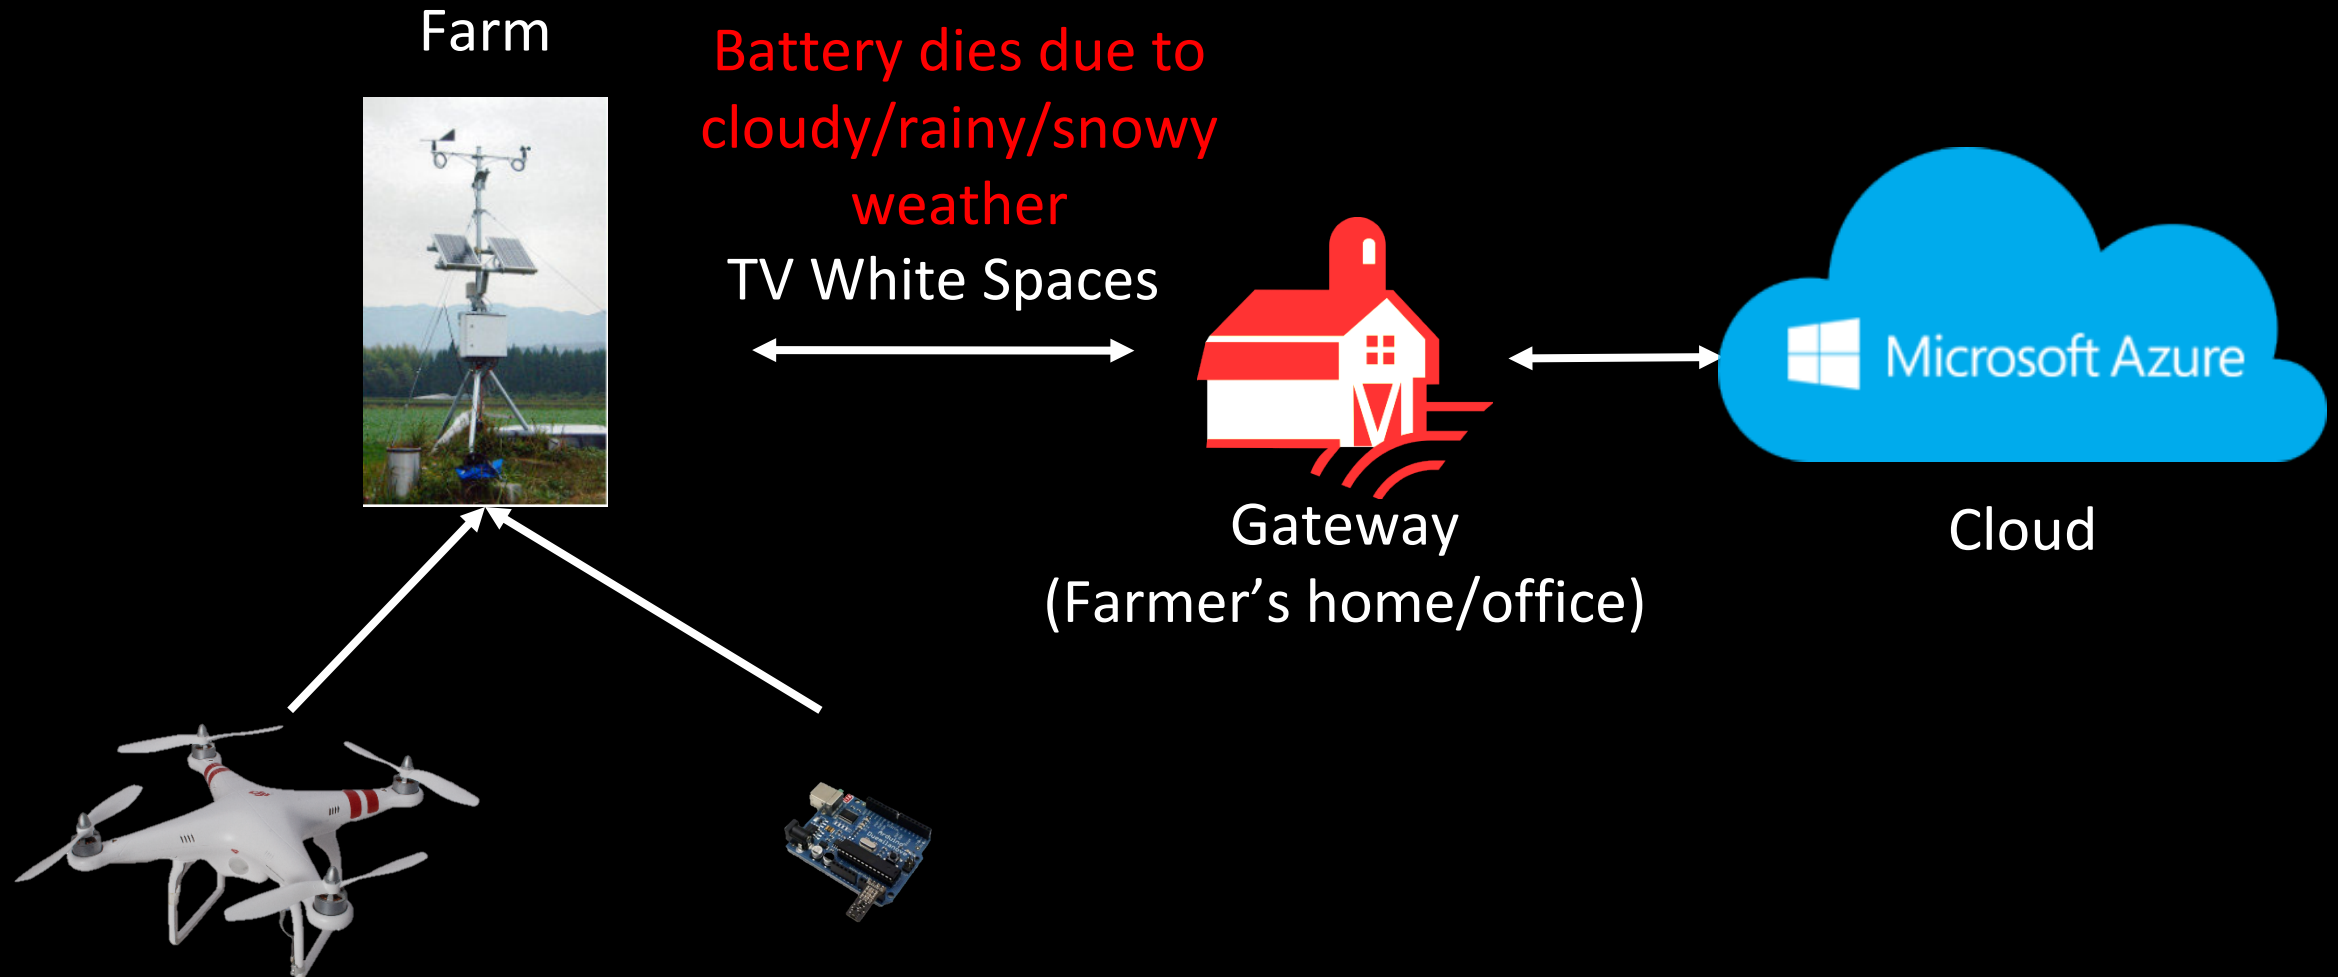 Farm
Battery dies due to
cloudy/rainy/snowy
weather
TV White Spaces
Microsoft Azure
Gateway
(Farmer’s home/office)
Cloud
Arduino